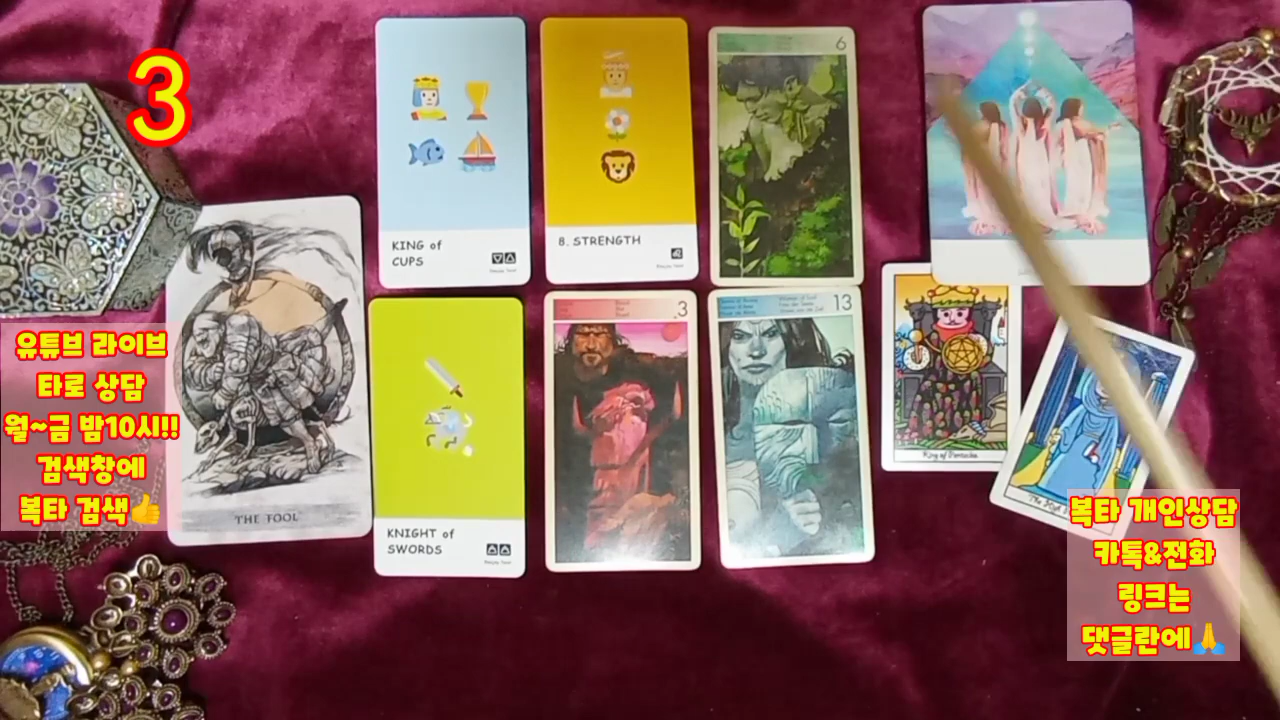 3
유튜브 라이브
타로 상담
월~금 밤10시!!
검색창에
복타 검색👍
THE FOOL
KING of
CUPS
8. STRENGTH
6
KNIGHT of
SWORDS
3
13
King of Pentacles
The High
복타 개인상담
카톡&전화
링크는
댓글란에🙏